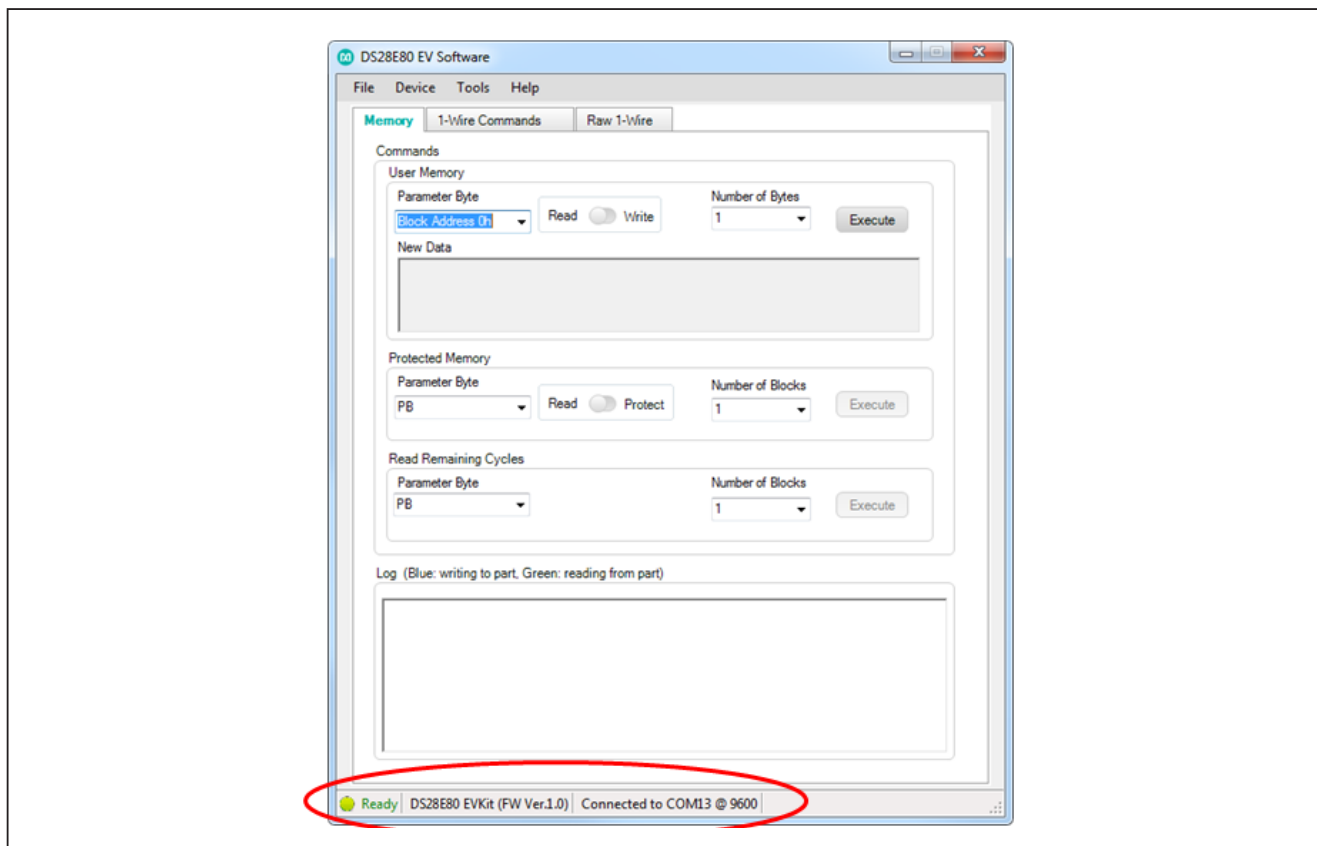 DS28E80 EV Software
File Device Tools Help
Memory 1-Wire Commands Raw 1-Wire
Commands
User Memory
Parameter Byte Number of Bytes
Block Address 0h Read Write 1 Execute
New Data
Protected Memory
Parameter Byte Number of Blocks
PB Read Protect 1 Execute
Read Remaining Cycles
Parameter Byte Number of Blocks
PB 1 Execute
Log (Blue: writing to part, Green: reading from part)
Ready DS28E80 EVKit (FW Ver.1.0) Connected to COM13 @ 9600